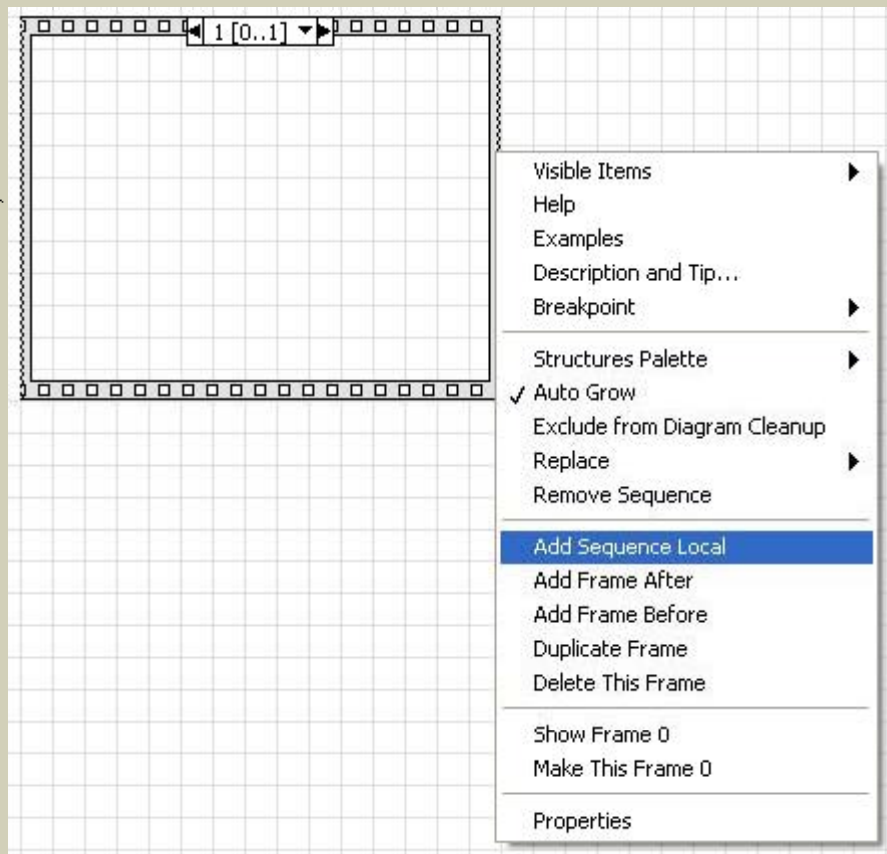 1 [0..1]
Visible Items
Help
Examples
Description and Tip...
Breakpoint
Structures Palette
Auto Grow
Exclude from Diagram Cleanup
Replace
Remove Sequence
Add Sequence Local
Add Frame After
Add Frame Before
Duplicate Frame
Delete This Frame
Show Frame 0
Make This Frame 0
Properties